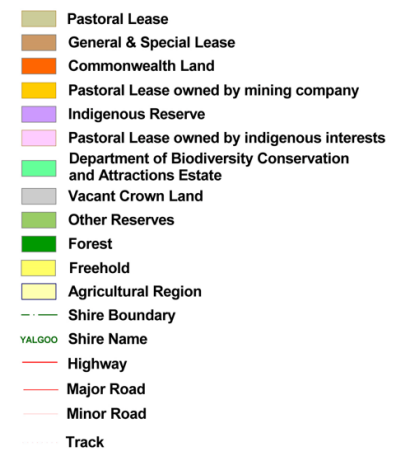 Pastoral Lease
General & Special Lease
Commonwealth Land
Pastoral Lease owned by mining company
Indigenous Reserve
Pastoral Lease owned by indigenous interests
Department of Biodiversity Conservation
and Attractions Estate
Vacant Crown Land
Other Reserves
Forest
Freehold
Agricultural Region
Shire Boundary
YALGOO Shire Name
Highway
Major Road
Minor Road
Track